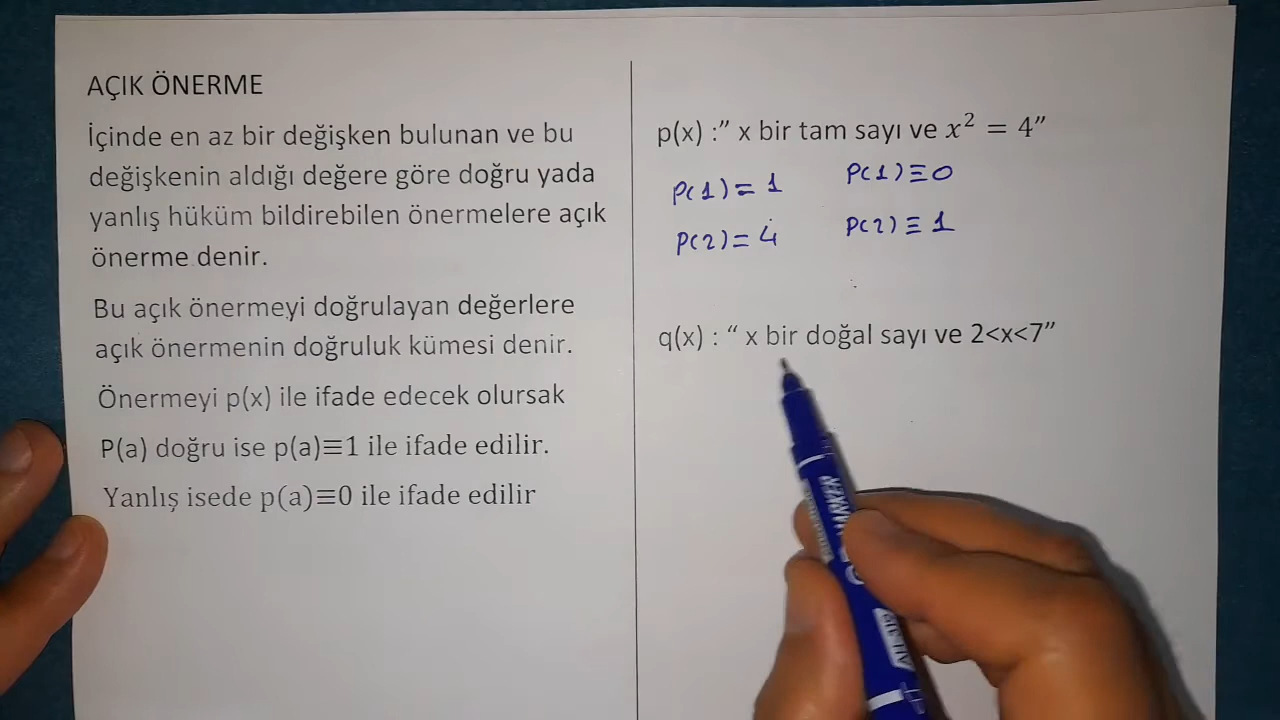 AÇIK ÖNERME
İçinde en az bir değişken bulunan ve bu
değişkenin aldığı değere göre doğru yada
yanlış hüküm bildirebilen önermelere açık
önerme denir.
Bu açık önermeyi doğrulayan değerlere
açık önermenin doğruluk kümesi denir.
Önermeyi p(x) ile ifade edecek olursak
P(a) doğru ise p(a)≡1 ile ifade edilir.
Yanlış isede p(a)≡0 ile ifade edilir
p(x) :” x bir tam sayı ve x² = 4”
P(1) = 1 P(1) ≡ 0
P(2) = 4 P(2) ≡ 1
q(x) : “ x bir doğal sayı ve 2<x<7”